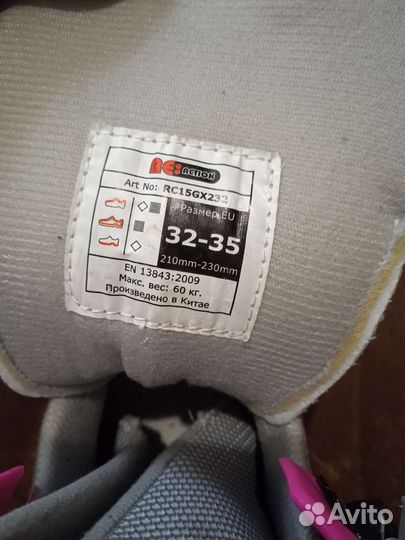 RE:ACTION
Art No: RC15GX232
Размер EU
32-35
210mm-230mm
EN 13843:2009
Макс. вес: 60 кг.
Произведено в Китае
Avito